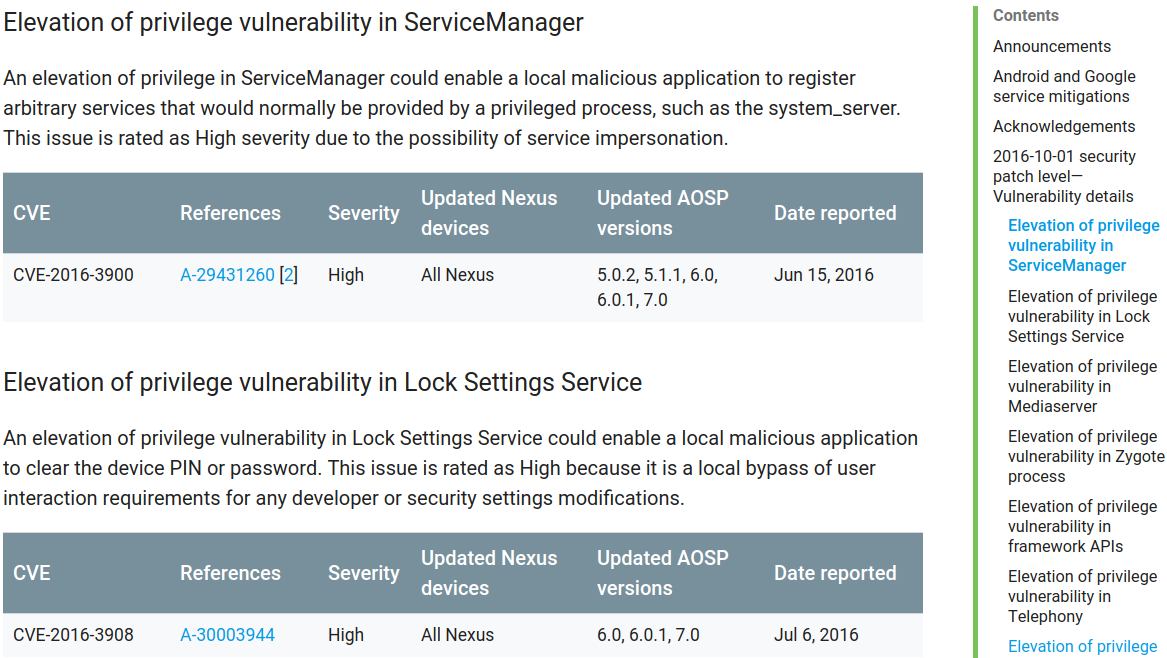 Elevation of privilege vulnerability in ServiceManager
An elevation of privilege in ServiceManager could enable a local malicious application to register
arbitrary services that would normally be provided by a privileged process, such as the system_server.
This issue is rated as High severity due to the possibility of service impersonation.
CVE References Severity Updated Nexus devices Updated AOSP versions Date reported
CVE-2016-3900 A-29431260 [2] High All Nexus 5.0.2, 5.1.1, 6.0, 6.0.1, 7.0 Jun 15, 2016
Elevation of privilege vulnerability in Lock Settings Service
An elevation of privilege vulnerability in Lock Settings Service could enable a local malicious application
to clear the device PIN or password. This issue is rated as High because it is a local bypass of user
interaction requirements for any developer or security settings modifications.
CVE References Severity Updated Nexus devices Updated AOSP versions Date reported
CVE-2016-3908 A-30003944 High All Nexus 6.0, 6.0.1, 7.0 Jul 6, 2016
Contents
Announcements
Android and Google
service mitigations
Acknowledgements
2016-10-01 security
patch level—
Vulnerability details
Elevation of privilege
vulnerability in
ServiceManager
Elevation of privilege
vulnerability in Lock
Settings Service
Elevation of privilege
vulnerability in
Mediaserver
Elevation of privilege
vulnerability in Zygote
process
Elevation of privilege
vulnerability in
framework APIs
Elevation of privilege
vulnerability in
Telephony
Elevation of privilege